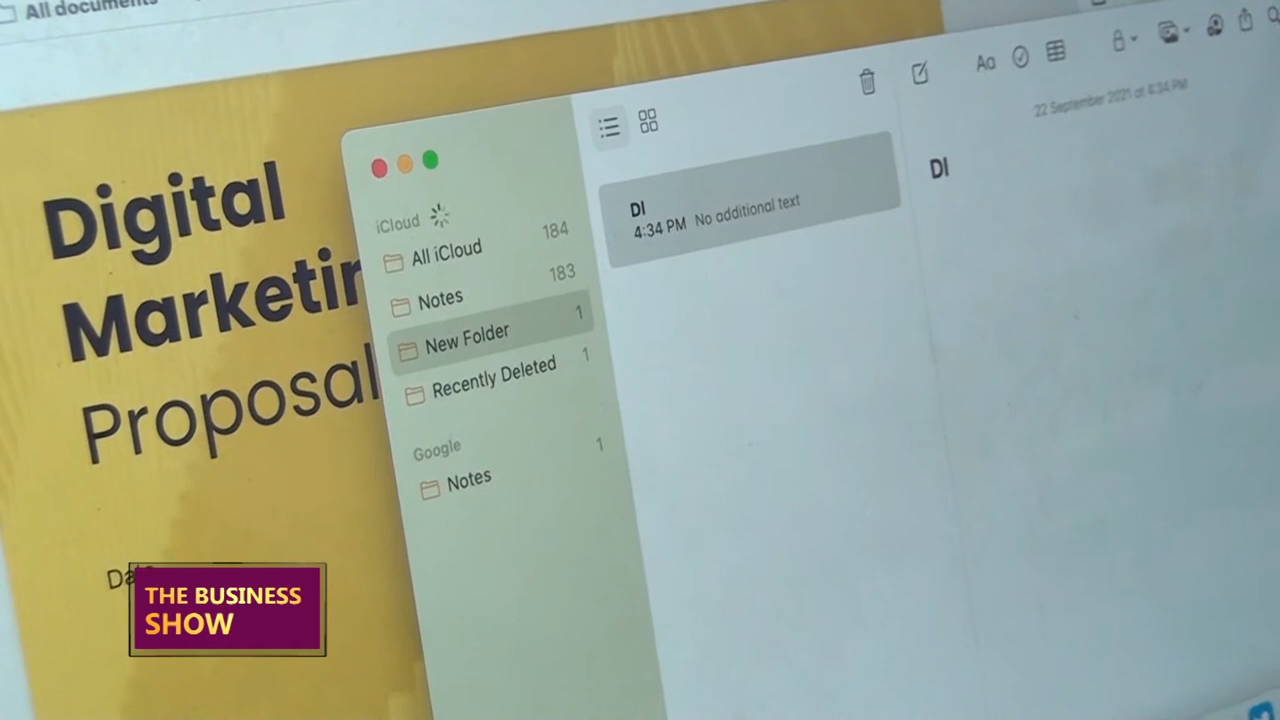 All documents
Digital
Marketin
Proposal
iCloud
All iCloud 184
Notes 183
New Folder 1
Recently Deleted 1
Google
Notes 1
DI
4:34 PM No additional text
Aa
22 September 2021 at 4:34 PM
DI
THE BUSINESS
SHOW